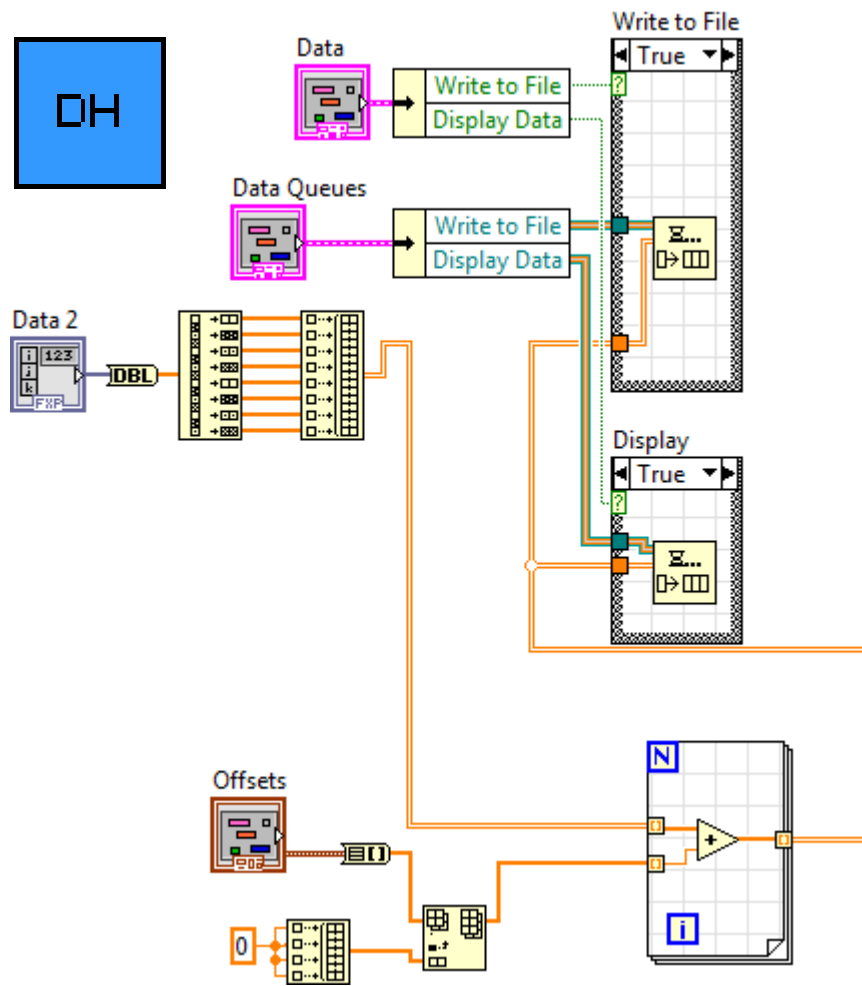 Write to File
Data
True
DH
Write to File
?
Display Data
Data Queues
Write to File
Display Data
Data 2
i
123
j
DBL
k
FXP
Display
True
?
N
Offsets
+
i
0